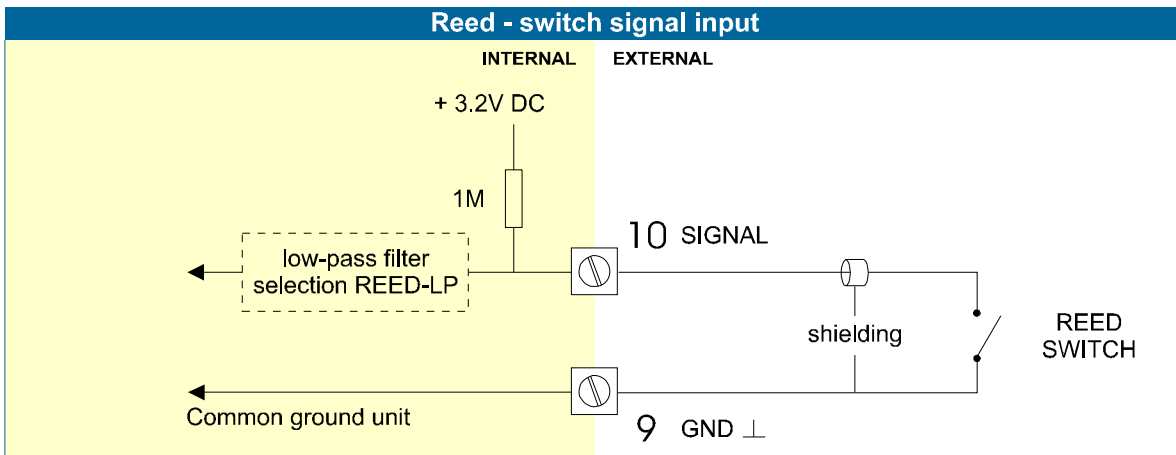 Reed - switch signal input
INTERNAL
EXTERNAL
+ 3.2V DC
1M
10 SIGNAL
low-pass filter
selection REED-LP
shielding
REED
SWITCH
Common ground unit
9 GND ⊥